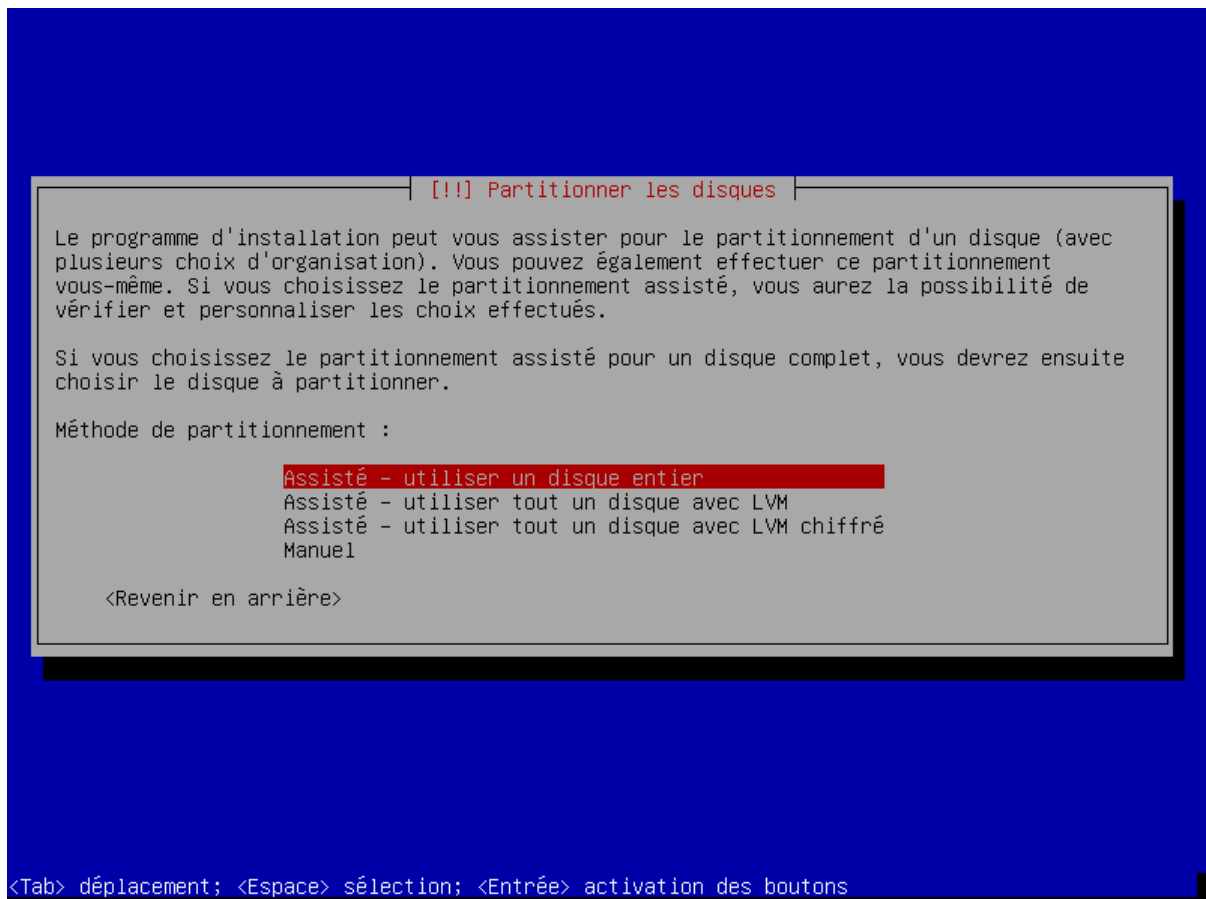 [!!] Partitionner les disques
Le programme d'installation peut vous assister pour le partitionnement d'un disque (avec
plusieurs choix d'organisation). Vous pouvez également effectuer ce partitionnement
vous-même. Si vous choisissez le partitionnement assisté, vous aurez la possibilité de
vérifier et personnaliser les choix effectués.
Si vous choisissez le partitionnement assisté pour un disque complet, vous devrez ensuite
choisir le disque à partitionner.
Méthode de partitionnement :
Assisté - utiliser un disque entier
Assisté - utiliser tout un disque avec LVM
Assisté - utiliser tout un disque avec LVM chiffré
Manuel
<Revenir en arrière>
<Tab> déplacement; <Espace> sélection; <Entrée> activation des boutons